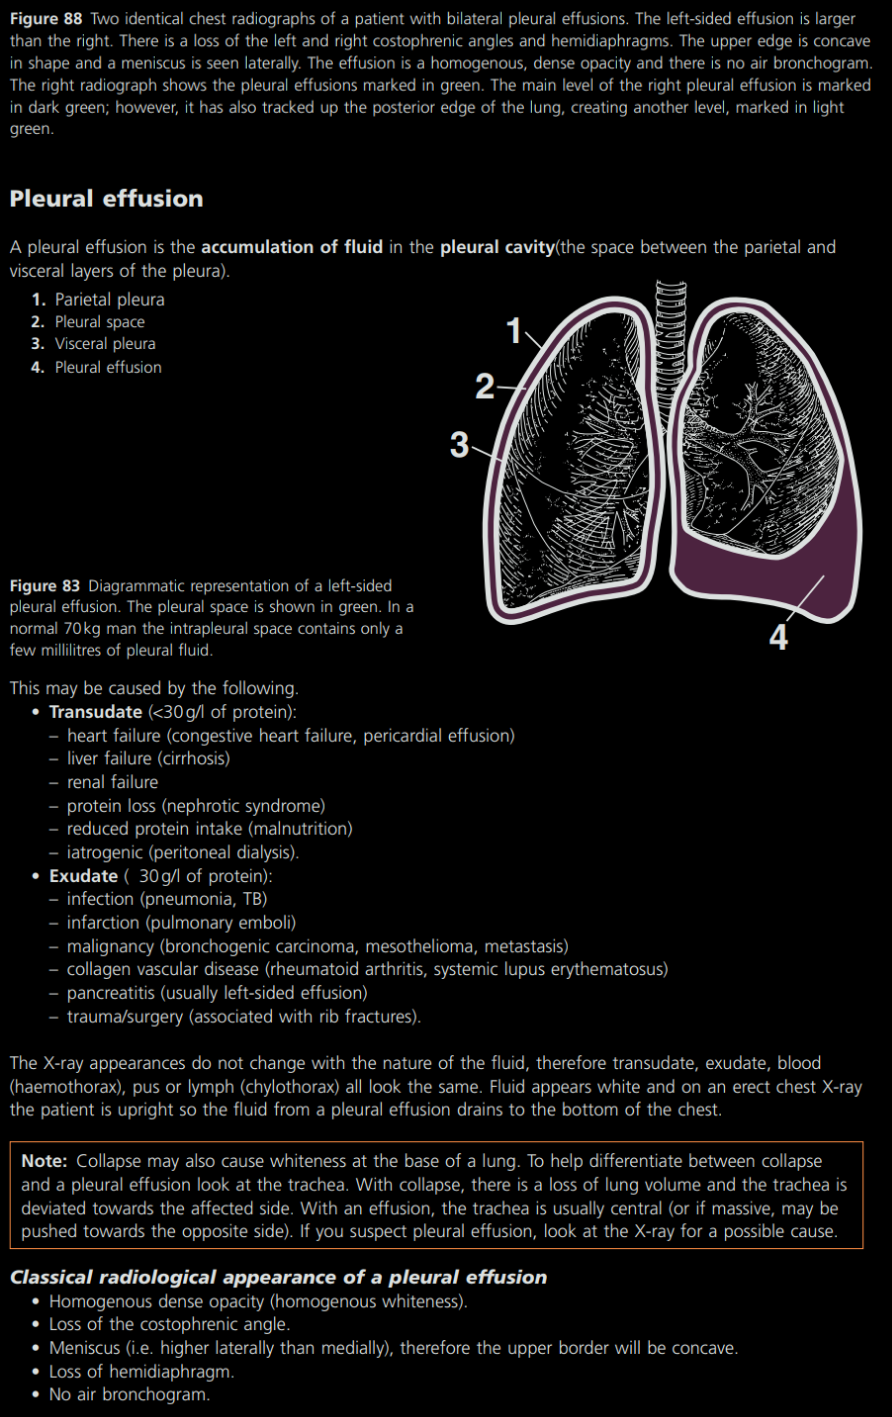 Figure 88 Two identical chest radiographs of a patient with bilateral pleural effusions. The left-sided effusion is larger
than the right. There is a loss of the left and right costophrenic angles and hemidiaphragms. The upper edge is concave
in shape and a meniscus is seen laterally. The effusion is a homogenous, dense opacity and there is no air bronchogram.
The right radiograph shows the pleural effusions marked in green. The main level of the right pleural effusion is marked
in dark green; however, it has also tracked up the posterior edge of the lung, creating another level, marked in light
green.
Pleural effusion
A pleural effusion is the accumulation of fluid in the pleural cavity(the space between the parietal and
visceral layers of the pleura).
1. Parietal pleura
2. Pleural space
3. Visceral pleura
4. Pleural effusion
1
2
3
4
Figure 83 Diagrammatic representation of a left-sided
pleural effusion. The pleural space is shown in green. In a
normal 70 kg man the intrapleural space contains only a
few millilitres of pleural fluid.
This may be caused by the following.
• Transudate (<30 g/l of protein):
– heart failure (congestive heart failure, pericardial effusion)
– liver failure (cirrhosis)
– renal failure
– protein loss (nephrotic syndrome)
– reduced protein intake (malnutrition)
– iatrogenic (peritoneal dialysis).
• Exudate ( 30 g/l of protein):
– infection (pneumonia, TB)
– infarction (pulmonary emboli)
– malignancy (bronchogenic carcinoma, mesothelioma, metastasis)
– collagen vascular disease (rheumatoid arthritis, systemic lupus erythematosus)
– pancreatitis (usually left-sided effusion)
– trauma/surgery (associated with rib fractures).
The X-ray appearances do not change with the nature of the fluid, therefore transudate, exudate, blood
(haemothorax), pus or lymph (chylothorax) all look the same. Fluid appears white and on an erect chest X-ray
the patient is upright so the fluid from a pleural effusion drains to the bottom of the chest.
Note: Collapse may also cause whiteness at the base of a lung. To help differentiate between collapse
and a pleural effusion look at the trachea. With collapse, there is a loss of lung volume and the trachea is
deviated towards the affected side. With an effusion, the trachea is usually central (or if massive, may be
pushed towards the opposite side). If you suspect pleural effusion, look at the X-ray for a possible cause.
Classical radiological appearance of a pleural effusion
• Homogenous dense opacity (homogenous whiteness).
• Loss of the costophrenic angle.
• Meniscus (i.e. higher laterally than medially), therefore the upper border will be concave.
• Loss of hemidiaphragm.
• No air bronchogram.